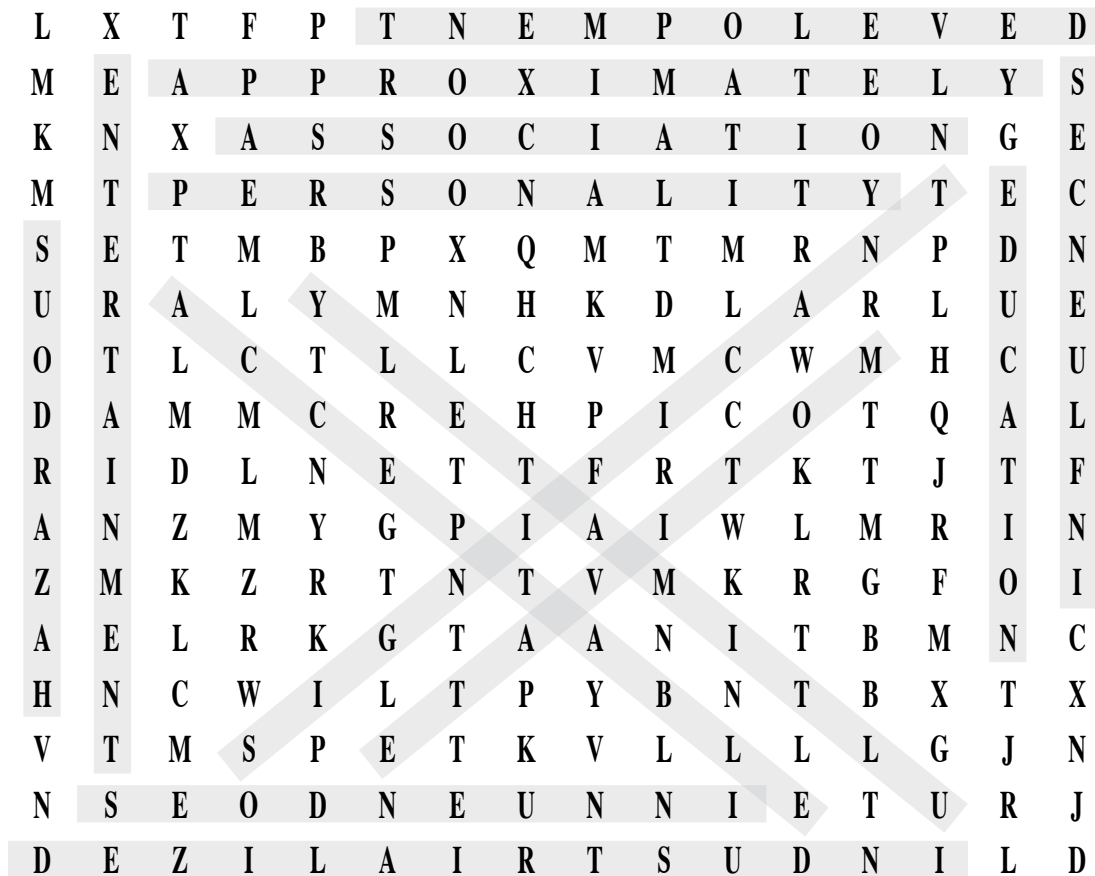 L X T F P T N E M P O L E V E D
M E A P P R O X I M A T E L Y S
K N X A S S O C I A T I O N G E
M T P E R S O N A L I T Y T E C
S E T M B P X Q M T M R N P D N
U R A L Y M N H K D L A R L U E
O T L C T L L C V M C W M H C U
D A M M C R E H P I C O T Q A L
R I D L N E T T F R T K T J T F
A N Z M Y G P I A I W L M R I N
Z M K Z R T N T V M K R G F O I
A E L R K G T A A N I T B M N C
H N C W I L T P Y B N T B X T X
V T M S P E T K V L L L L G J N
N S E O D N E U N N I E T U R J
D E Z I L A I R T S U D N I L D